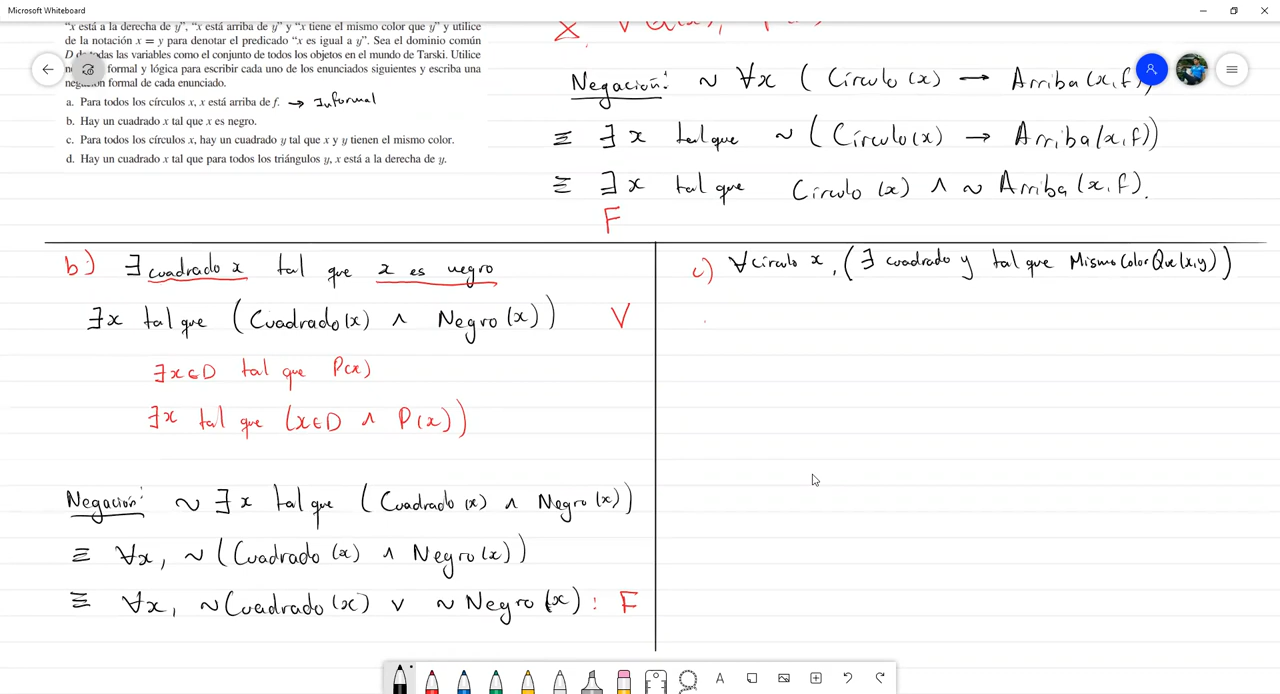 Microsoft Whiteboard
"x está a la derecha de y", "x está arriba de y" y "x tiene el mismo color que y" y utilice
de la notación x = y para denotar el predicado "x es igual a y". Sea el dominio común
D de todas las variables como el conjunto de todos los objetos en el mundo de Tarski. Utilice
formal y lógica para escribir cada uno de los enunciados siguientes y escriba una
negación formal de cada enunciado.
a. Para todos los círculos x, x está arriba de f. → Informal
b. Hay un cuadrado x tal que x es negro.
c. Para todos los círculos x, hay un cuadrado y tal que x y y tienen el mismo color.
d. Hay un cuadrado x tal que para todos los triángulos y, x está a la derecha de y.
Negación: ~ ∀x ( Círculo (x) → Arriba (x, f)
≡ ∃ x tal que ~ ( Círculo (x) → Arriba (x, f))
≡ ∃ x tal que Círculo (x) ∧ ~ Arriba (x, f).
F
b) ∃ cuadrado x tal que x es negro
∃x tal que (Cuadrado (x) ∧ Negro (x)) V
∃x∈D tal que P(x)
∃x tal que (x∈D ∧ P(x))
Negación: ~ ∃ x tal que (Cuadrado (x) ∧ Negro (x))
≡ ∀x, ~ (Cuadrado (x) ∧ Negro (x))
≡ ∀x, ~Cuadrado (x) ∨ ~ Negro (x) : F
c) ∀ círculo x, (∃ cuadrado y tal que MismoColorQue (x,y))